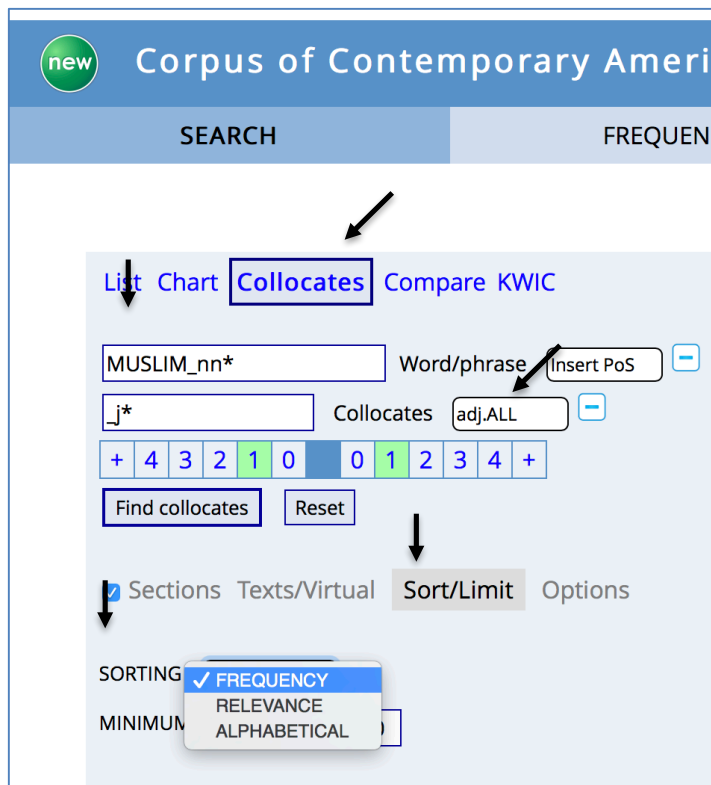 new Corpus of Contemporary Ameri
SEARCH FREQUEN
List Chart Collocates Compare KWIC
MUSLIM_nn* Word/phrase Insert PoS −
_j* Collocates adj.ALL −
+ 4 3 2 1 0 0 1 2 3 4 +
Find collocates Reset
Sections Texts/Virtual Sort/Limit Options
SORTING ✓ FREQUENCY
RELEVANCE
MINIMUM ALPHABETICAL